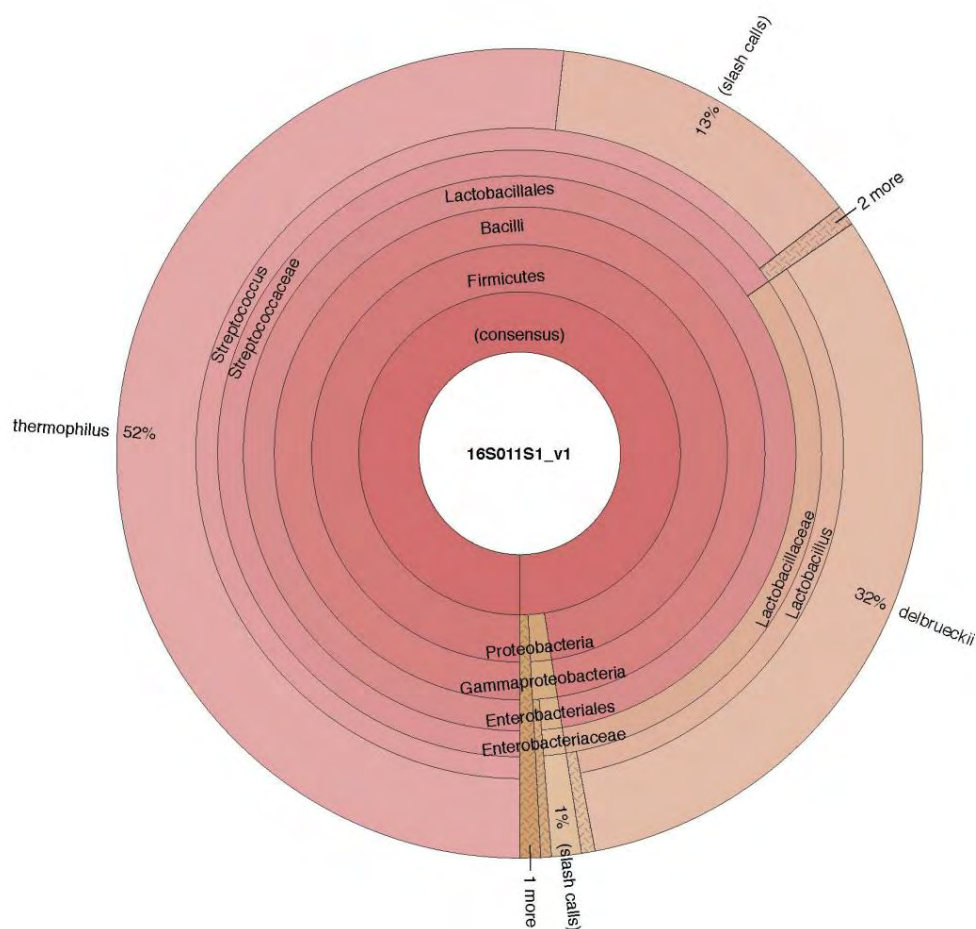 13% (slash calls)
2 more
Lactobacillales
Bacilli
Firmicutes
(consensus)
Streptococcus
Streptococcaceae
thermophilus 52%
16S011S1_v1
Lactobacillaceae
Lactobacillus
32% delbrueckii
Proteobacteria
Gammaproteobacteria
Enterobacteriales
Enterobacteriaceae
1% (slash calls)
1 more